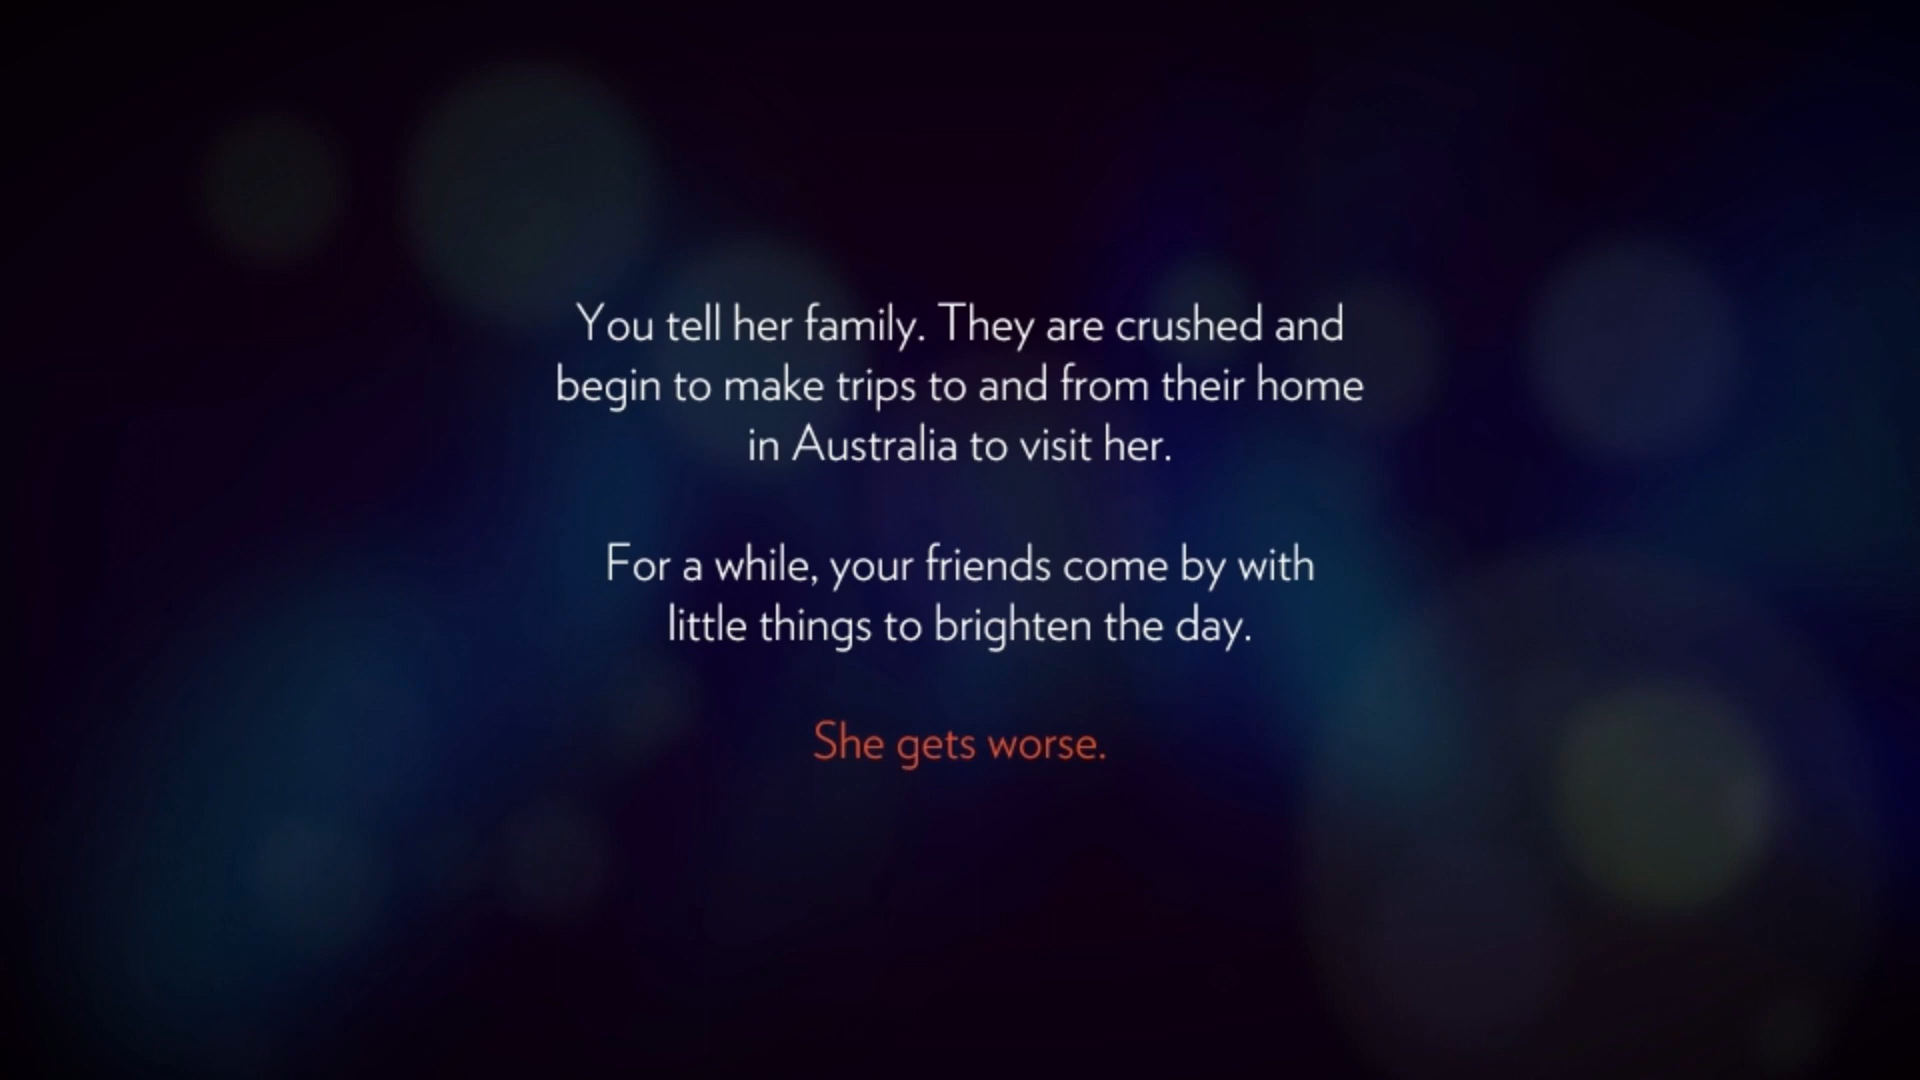 You tell her family. They are crushed and
begin to make trips to and from their home
in Australia to visit her.
For a while, your friends come by with
little things to brighten the day.
She gets worse.